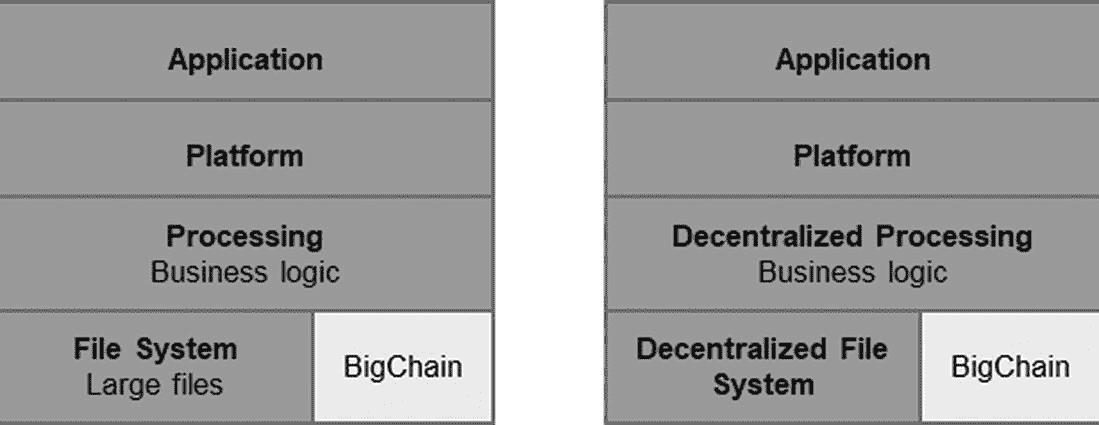 Application
Platform
Processing
Business logic
File System
Large files
BigChain
Application
Platform
Decentralized Processing
Business logic
Decentralized File
System
BigChain